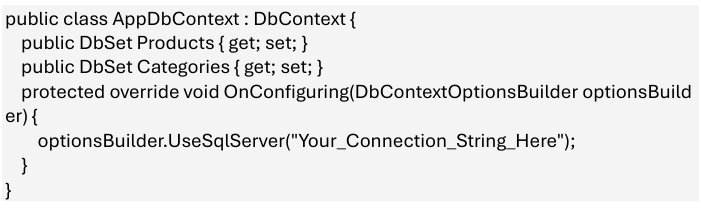 public class AppDbContext : DbContext {
public DbSet Products { get; set; }
public DbSet Categories { get; set; }
protected override void OnConfiguring(DbContextOptionsBuilder optionsBuild
er) {
optionsBuilder.UseSqlServer("Your_Connection_String_Here");
}
}